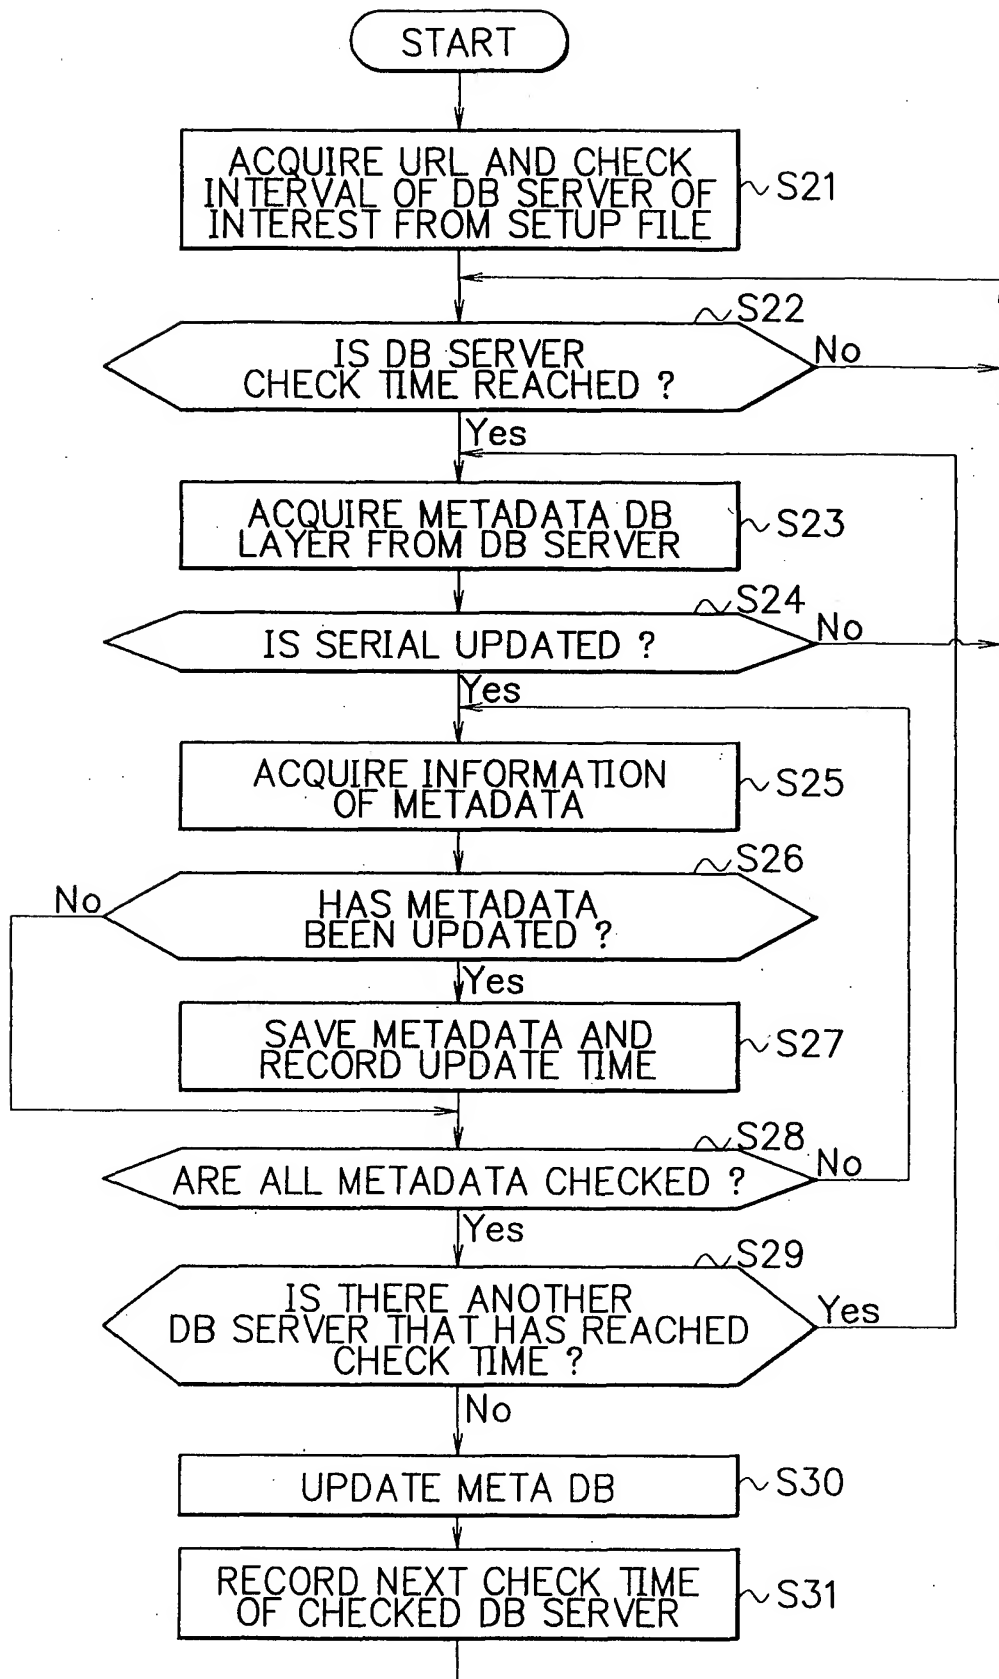 START
ACQUIRE URL AND CHECK
INTERVAL OF DB SERVER OF
INTEREST FROM SETUP FILE
S21
S22
IS DB SERVER
CHECK TIME REACHED ?
No
Yes
ACQUIRE METADATA DB
LAYER FROM DB SERVER
S23
S24
IS SERIAL UPDATED ?
No
Yes
ACQUIRE INFORMATION
OF METADATA
S25
S26
No
HAS METADATA
BEEN UPDATED ?
Yes
SAVE METADATA AND
RECORD UPDATE TIME
S27
S28
ARE ALL METADATA CHECKED ?
No
Yes
S29
IS THERE ANOTHER
DB SERVER THAT HAS REACHED
CHECK TIME ?
Yes
No
UPDATE META DB
S30
RECORD NEXT CHECK TIME
OF CHECKED DB SERVER
S31